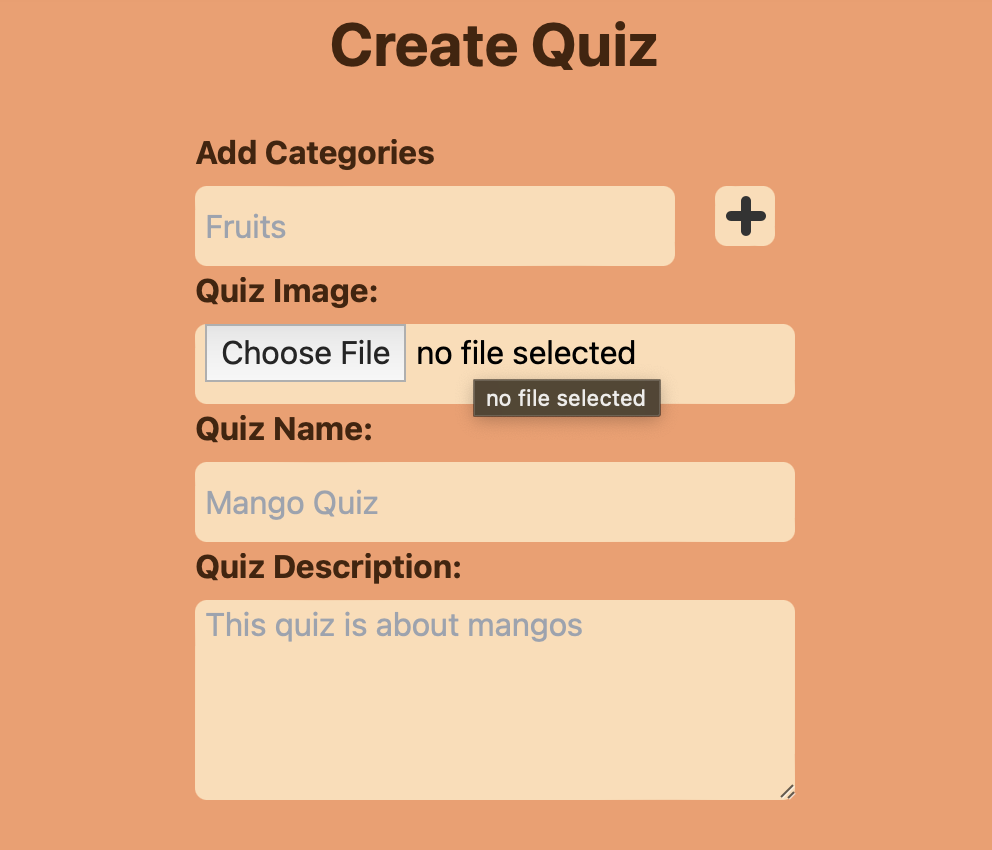 Create Quiz
Add Categories
Fruits
Quiz Image:
Choose File no file selected
no file selected
Quiz Name:
Mango Quiz
Quiz Description:
This quiz is about mangos